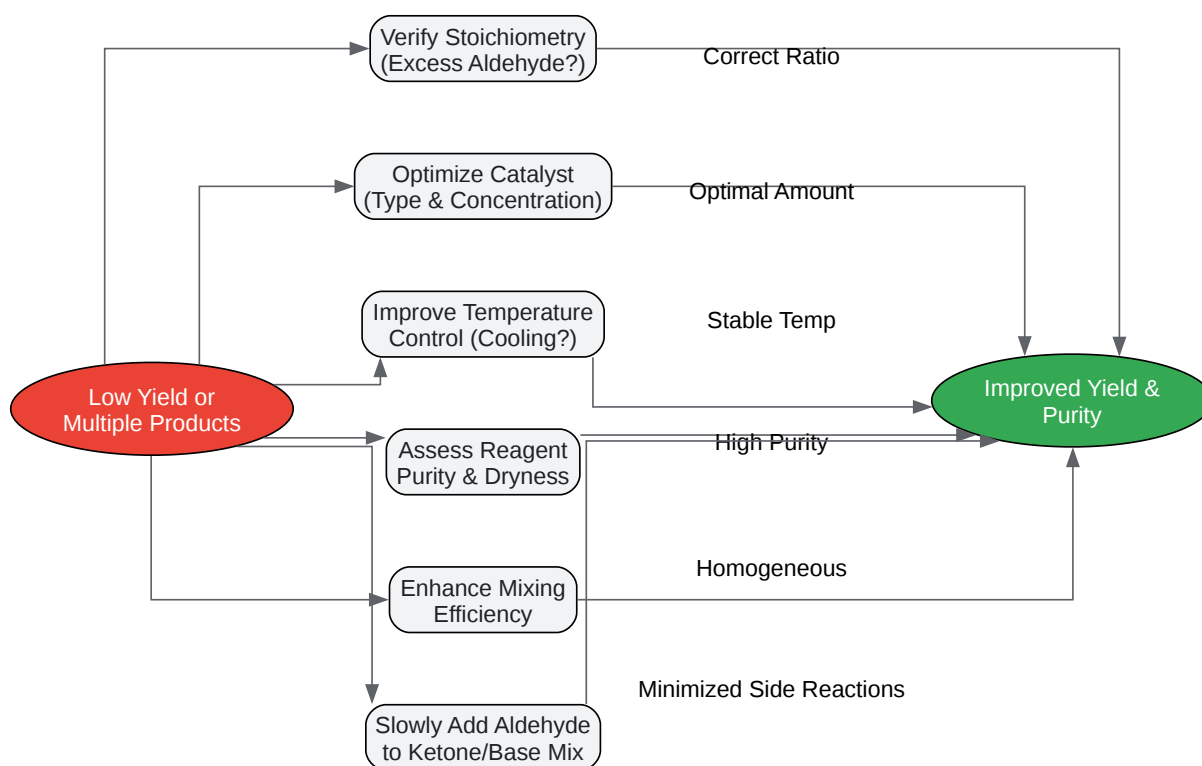 Verify Stoichiometry
(Excess Aldehyde?)
Correct Ratio
Optimize Catalyst
(Type & Concentration)
Optimal Amount
Improve Temperature
Control (Cooling?)
Stable Temp
Low Yield or
Multiple Products
Improved Yield &
Purity
Assess Reagent
Purity & Dryness
High Purity
Enhance Mixing
Efficiency
Homogeneous
Slowly Add Aldehyde
to Ketone/Base Mix
Minimized Side Reactions